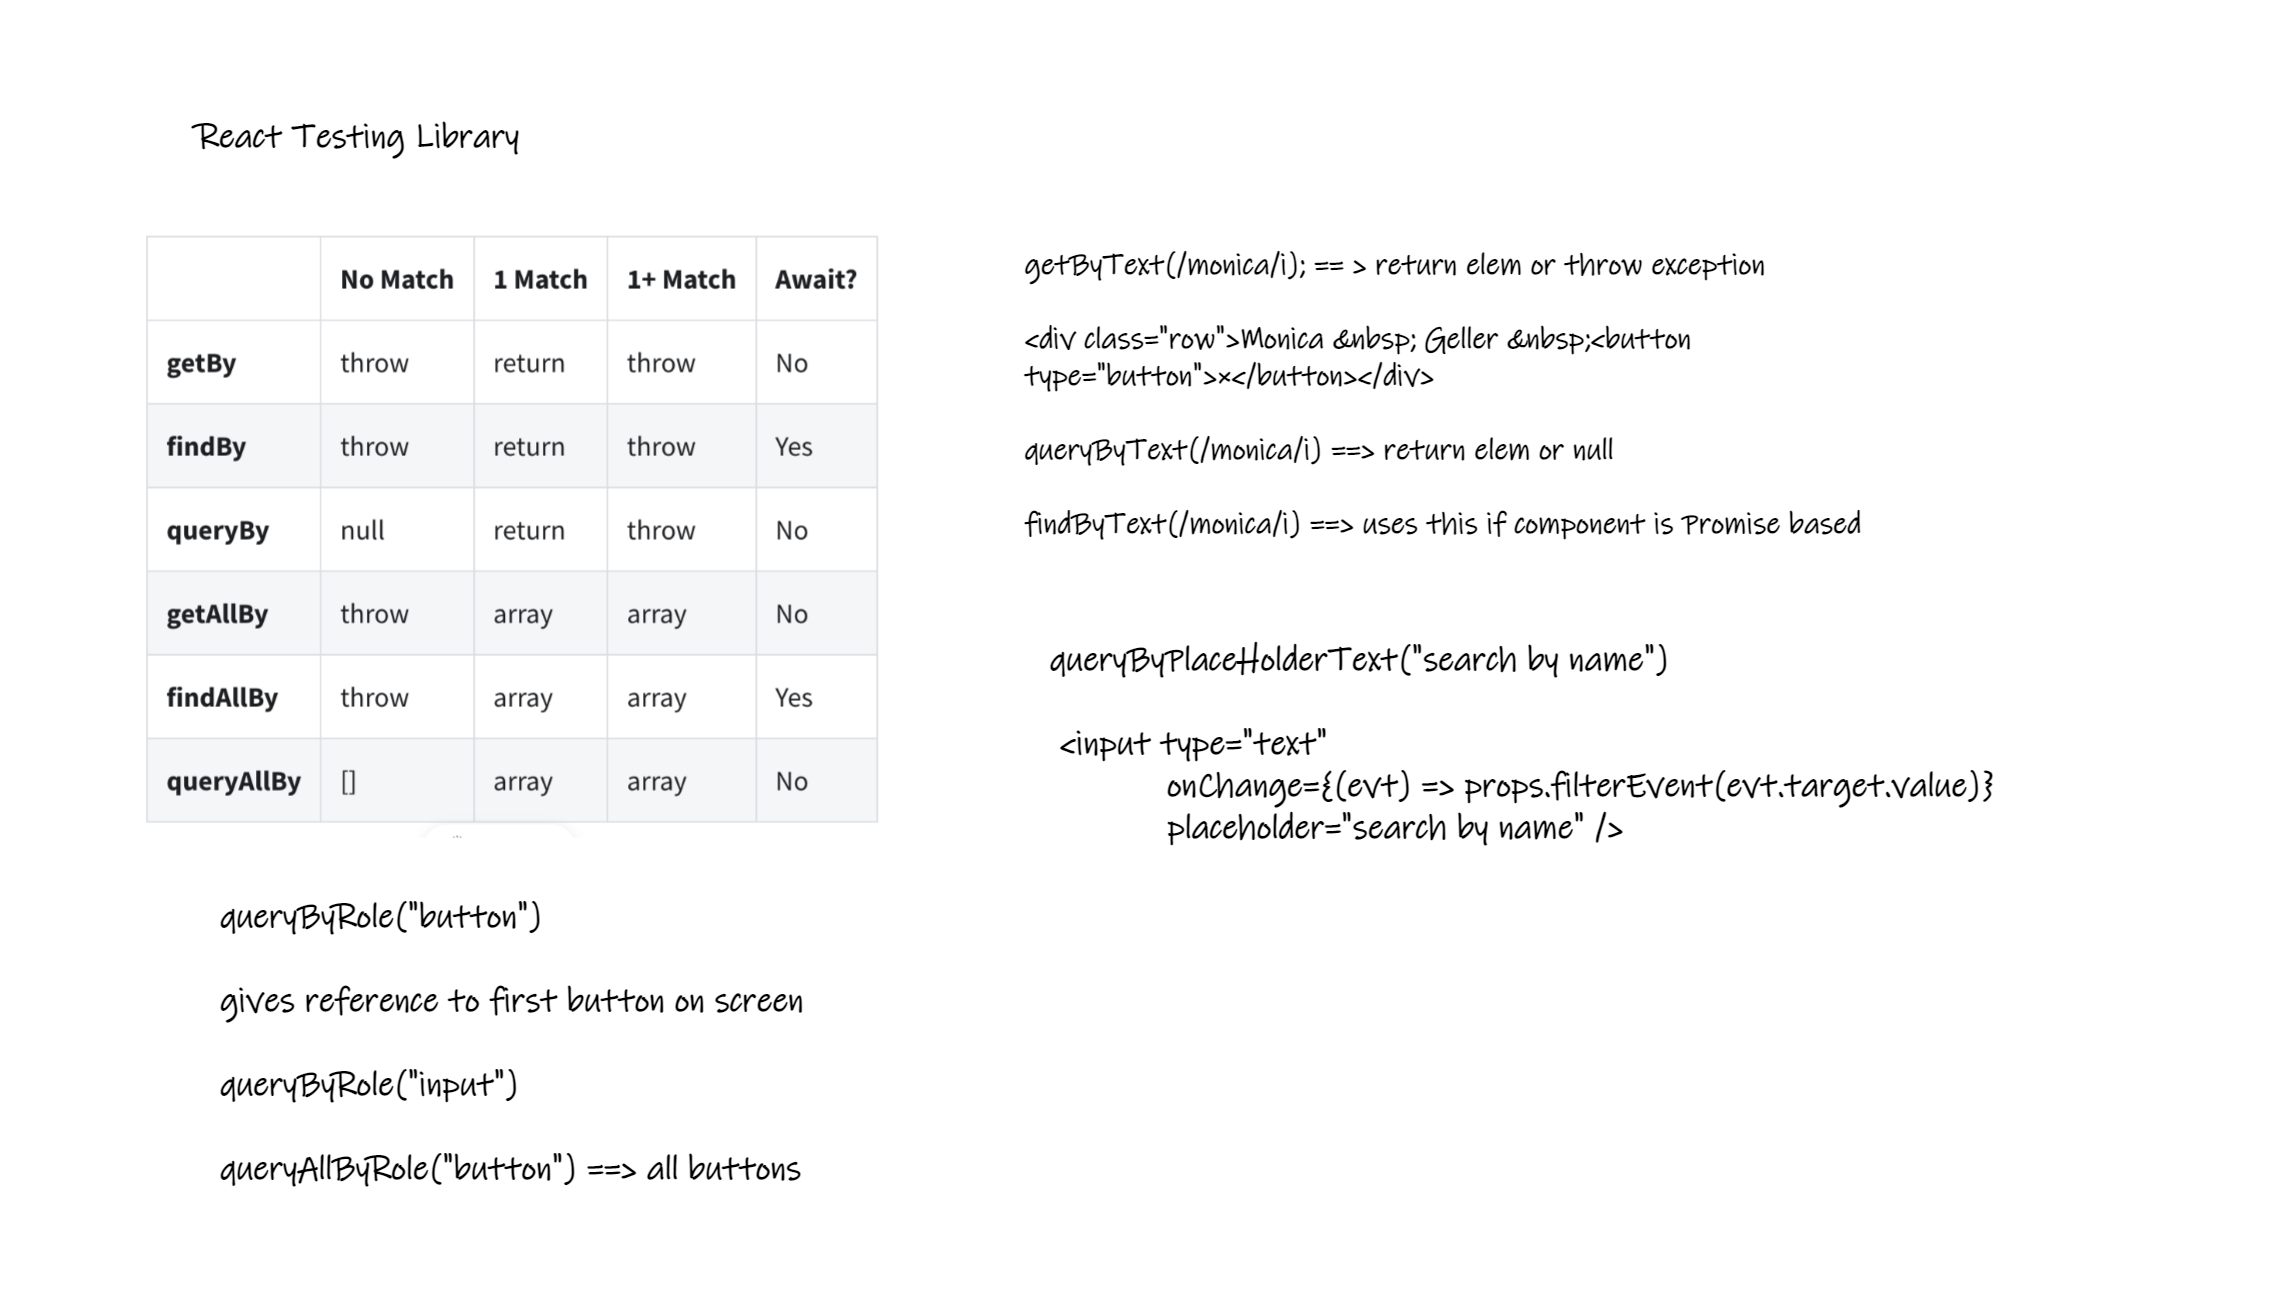 React Testing Library
No Match 1 Match 1+ Match Await?
getBy throw return throw No
findBy throw return throw Yes
queryBy null return throw No
getAllBy throw array array No
findAllBy throw array array Yes
queryAllBy [] array array No
queryByRole("button")
gives reference to first button on screen
queryByRole("input")
queryAllByRole("button") ==> all buttons
getByText(/monica/i); == > return elem or throw exception
<div class="row">Monica &nbsp; Geller &nbsp;<button
type="button">×</button></div>
queryByText(/monica/i) ==> return elem or null
findByText(/monica/i) ==> uses this if component is Promise based
queryByPlaceHolderText("search by name")
<input type="text"
onChange={(evt) => props.filterEvent(evt.target.value)}
placeholder="search by name" />